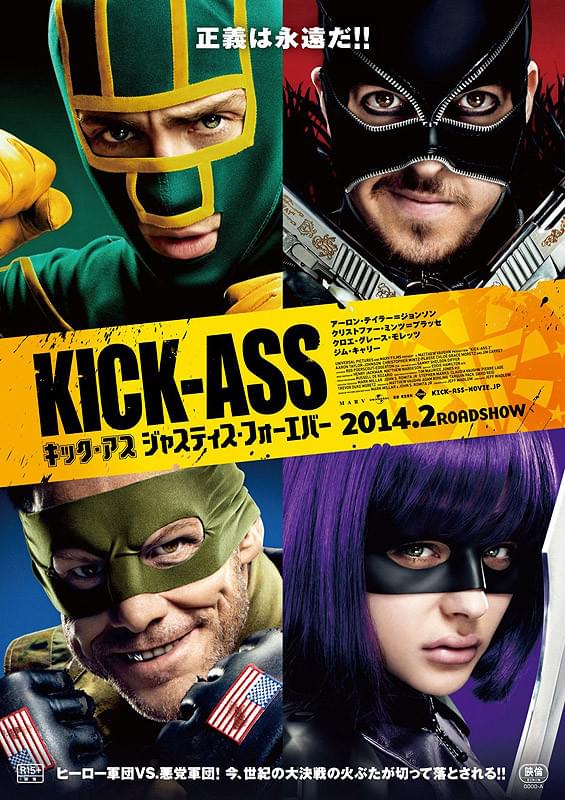 正義は永遠だ!!
アーロン・テイラー=ジョンソン
クリストファー・ミンツ=プラッセ
クロエ・グレース・モレッツ
ジム・キャリー
KICK-ASS
MARV
UNIVERSAL
KICK-ASS-MOVIE.JP
キック・アス ジャスティス・フォーエバー 2014.2 ROADSHOW
R15+
ヒーロー軍団VS.悪党軍団! 今、世紀の大決戦の火ぶたが切って落とされる!!
映倫
0000-A